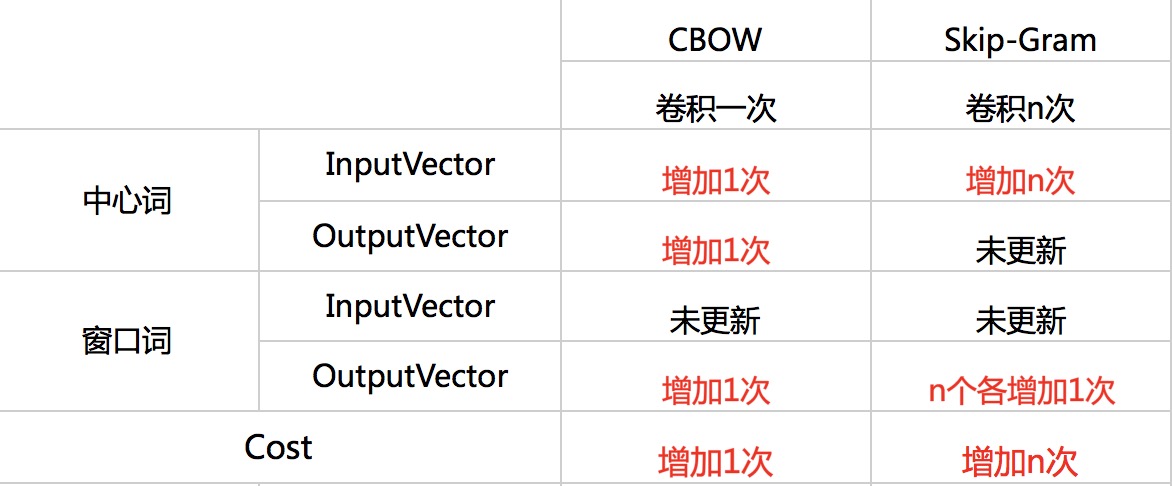 CBOW Skip-Gram
卷积一次 卷积n次
中心词 InputVector 增加1次 增加n次
OutputVector 增加1次 未更新
窗口词 InputVector 未更新 未更新
OutputVector 增加1次 n个各增加1次
Cost 增加1次 增加n次